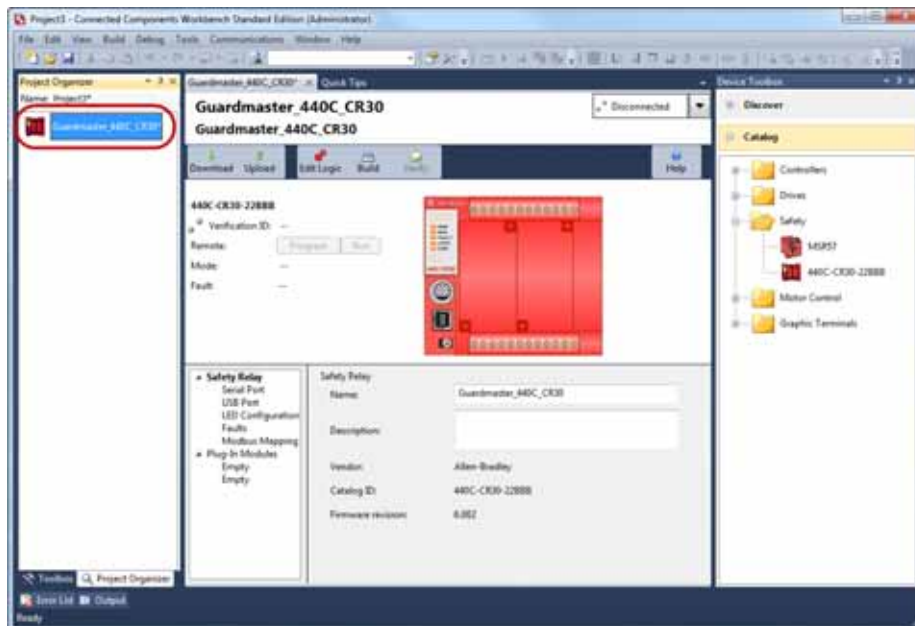 Project3 - Connected Components Workbench Standard Edition (Administrator)
File Edit View Build Debug Tools Communications Window Help
Project Organizer
Name: Project3*
Guardmaster_440C_CR30*
Guardmaster_440C_CR30*
Quick Tips
Guardmaster_440C_CR30
Guardmaster_440C_CR30
Disconnected
Download
Upload
Edit Logic
Build
Verify
Help
440C-CR30-22BBB
Verification ID: --
Remote:
Program
Run
Mode: --
Fault: --
Safety Relay
Serial Port
USB Port
LED Configuration
Faults
Modbus Mapping
Plug-In Modules
Empty
Empty
Safety Relay
Name: Guardmaster_440C_CR30
Description:
Vendor: Allen-Bradley
Catalog ID: 440C-CR30-22BBB
Firmware revision: 6.002
Device Toolbox
Discover
Catalog
Controllers
Drives
Safety
MSR57
440C-CR30-22BBB
Motor Control
Graphic Terminals
Toolbox
Project Organizer
Error List
Output
Ready